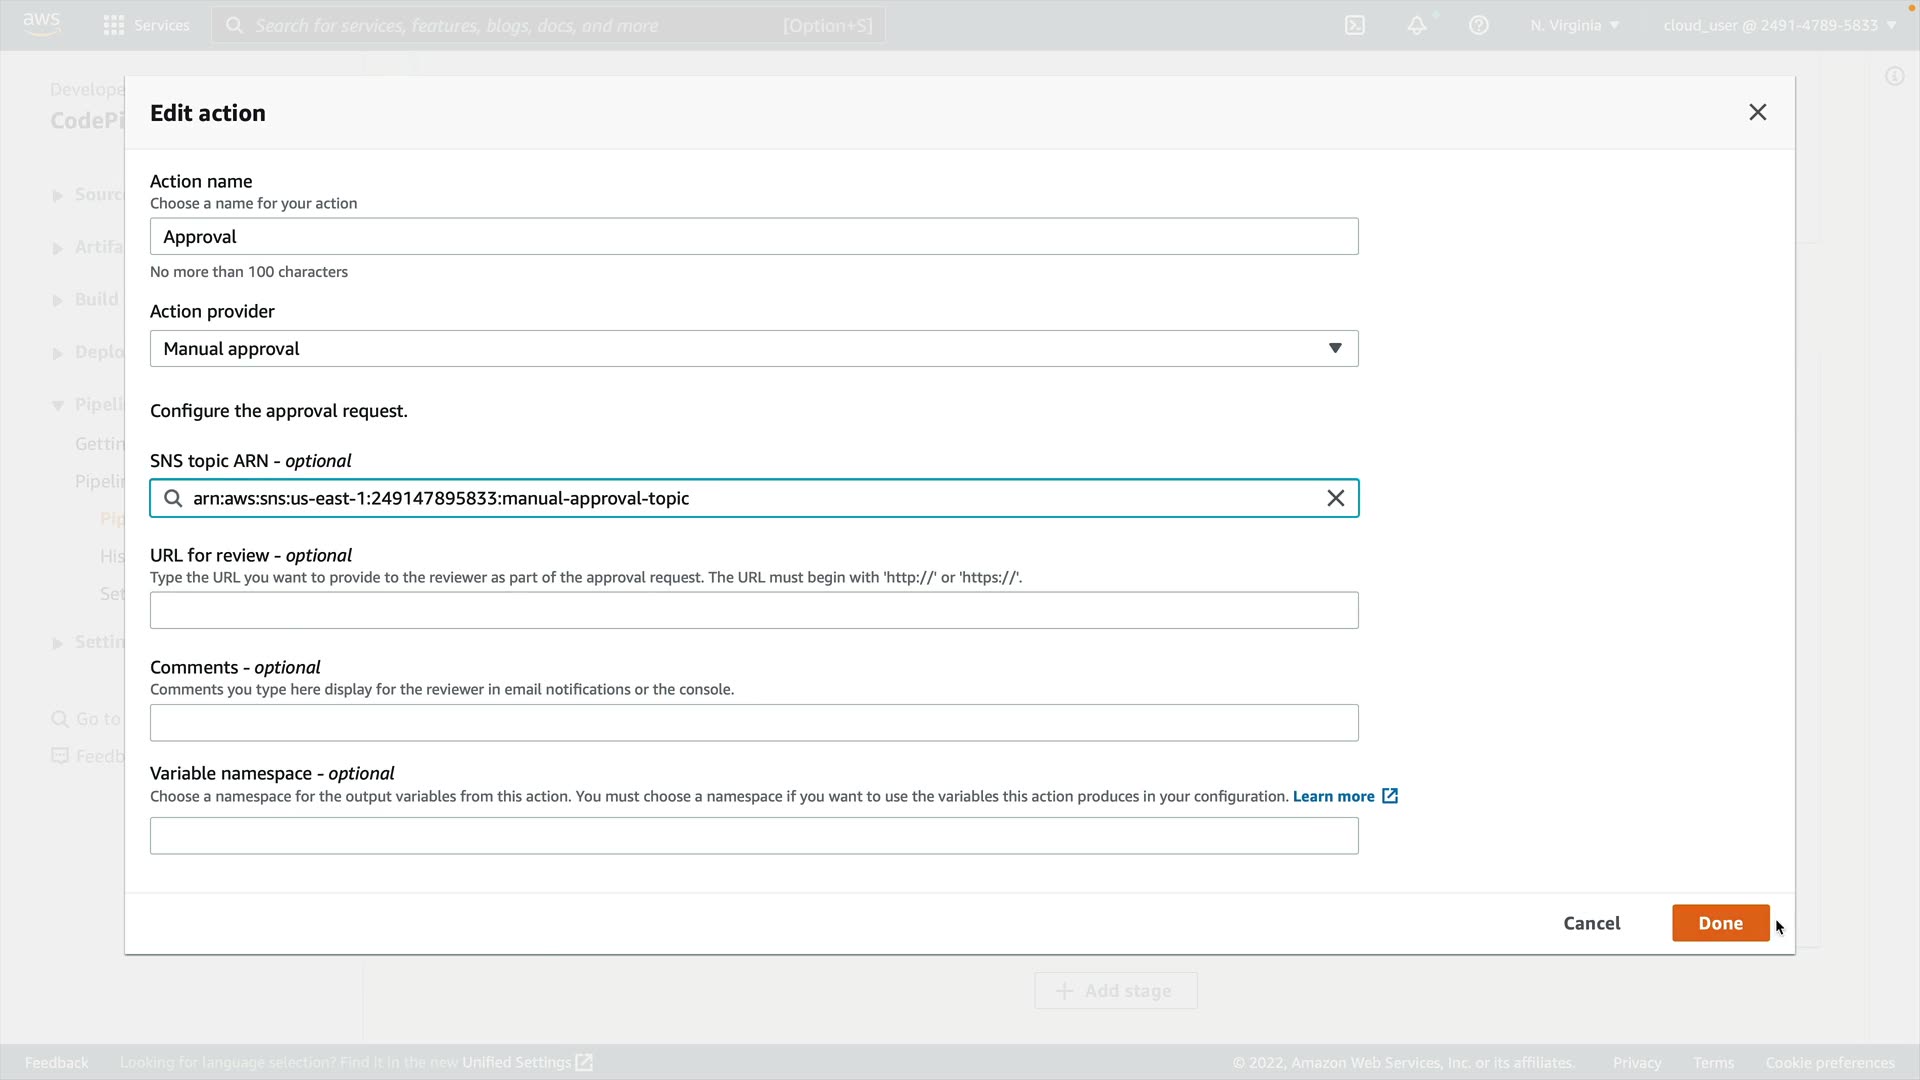 aws
Services
Search for services, features, blogs, docs, and more
[Option+S]
N. Virginia
cloud_user @ 2491-4789-5833
Develope
CodePi
Sourc
Artifa
Build
Deplo
Pipeli
Gettin
Pipelin
Pip
His
Set
Settin
Go to
Feedb
Edit action
Action name
Choose a name for your action
Approval
No more than 100 characters
Action provider
Manual approval
Configure the approval request.
SNS topic ARN - optional
arn:aws:sns:us-east-1:249147895833:manual-approval-topic
URL for review - optional
Type the URL you want to provide to the reviewer as part of the approval request. The URL must begin with 'http://' or 'https://'.
Comments - optional
Comments you type here display for the reviewer in email notifications or the console.
Variable namespace - optional
Choose a namespace for the output variables from this action. You must choose a namespace if you want to use the variables this action produces in your configuration. Learn more
Cancel
Done
Add stage
Feedback
Looking for language selection? Find it in the new Unified Settings
© 2022, Amazon Web Services, Inc. or its affiliates.
Privacy
Terms
Cookie preferences